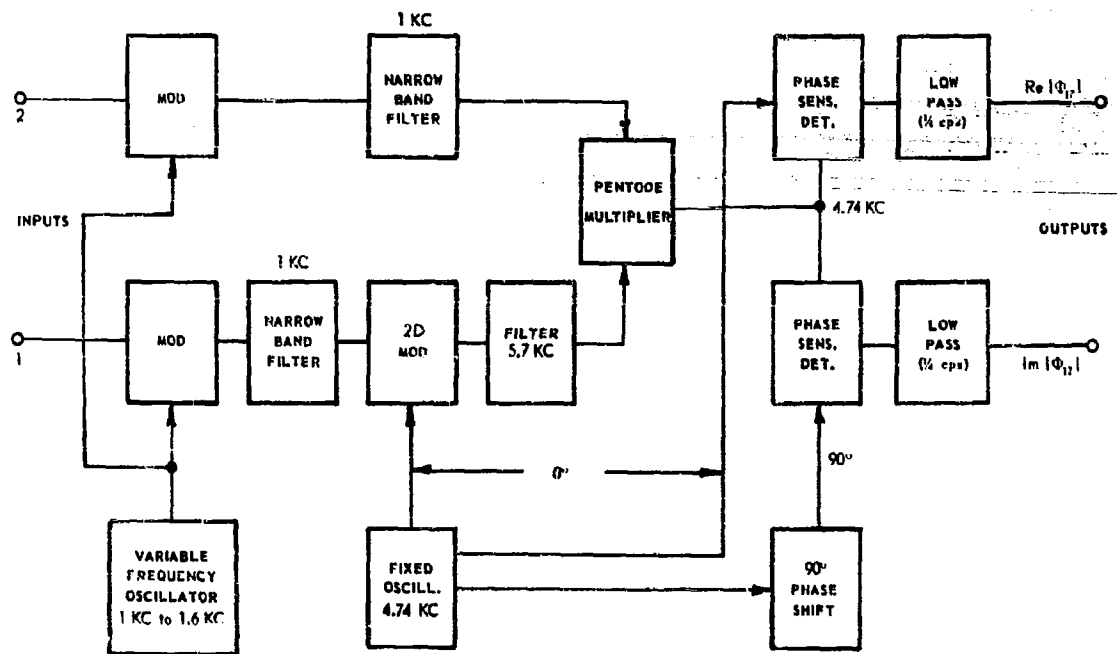 1 KC
MOD
NARROW
BAND
FILTER
PHASE
SENS.
DET.
LOW
PASS
(½ cps)
Re |Φ₁₂|
2
PENTODE
MULTIPLIER
4.74 KC
INPUTS
OUTPUTS
1 KC
MOD
NARROW
BAND
FILTER
2D
MOD
FILTER
5.7 KC
PHASE
SENS.
DET.
LOW
PASS
(½ cps)
Im |Φ₁₂|
1
0°
90°
VARIABLE
FREQUENCY
OSCILLATOR
1 KC to 1.6 KC
FIXED
OSCILL.
4.74 KC
90°
PHASE
SHIFT